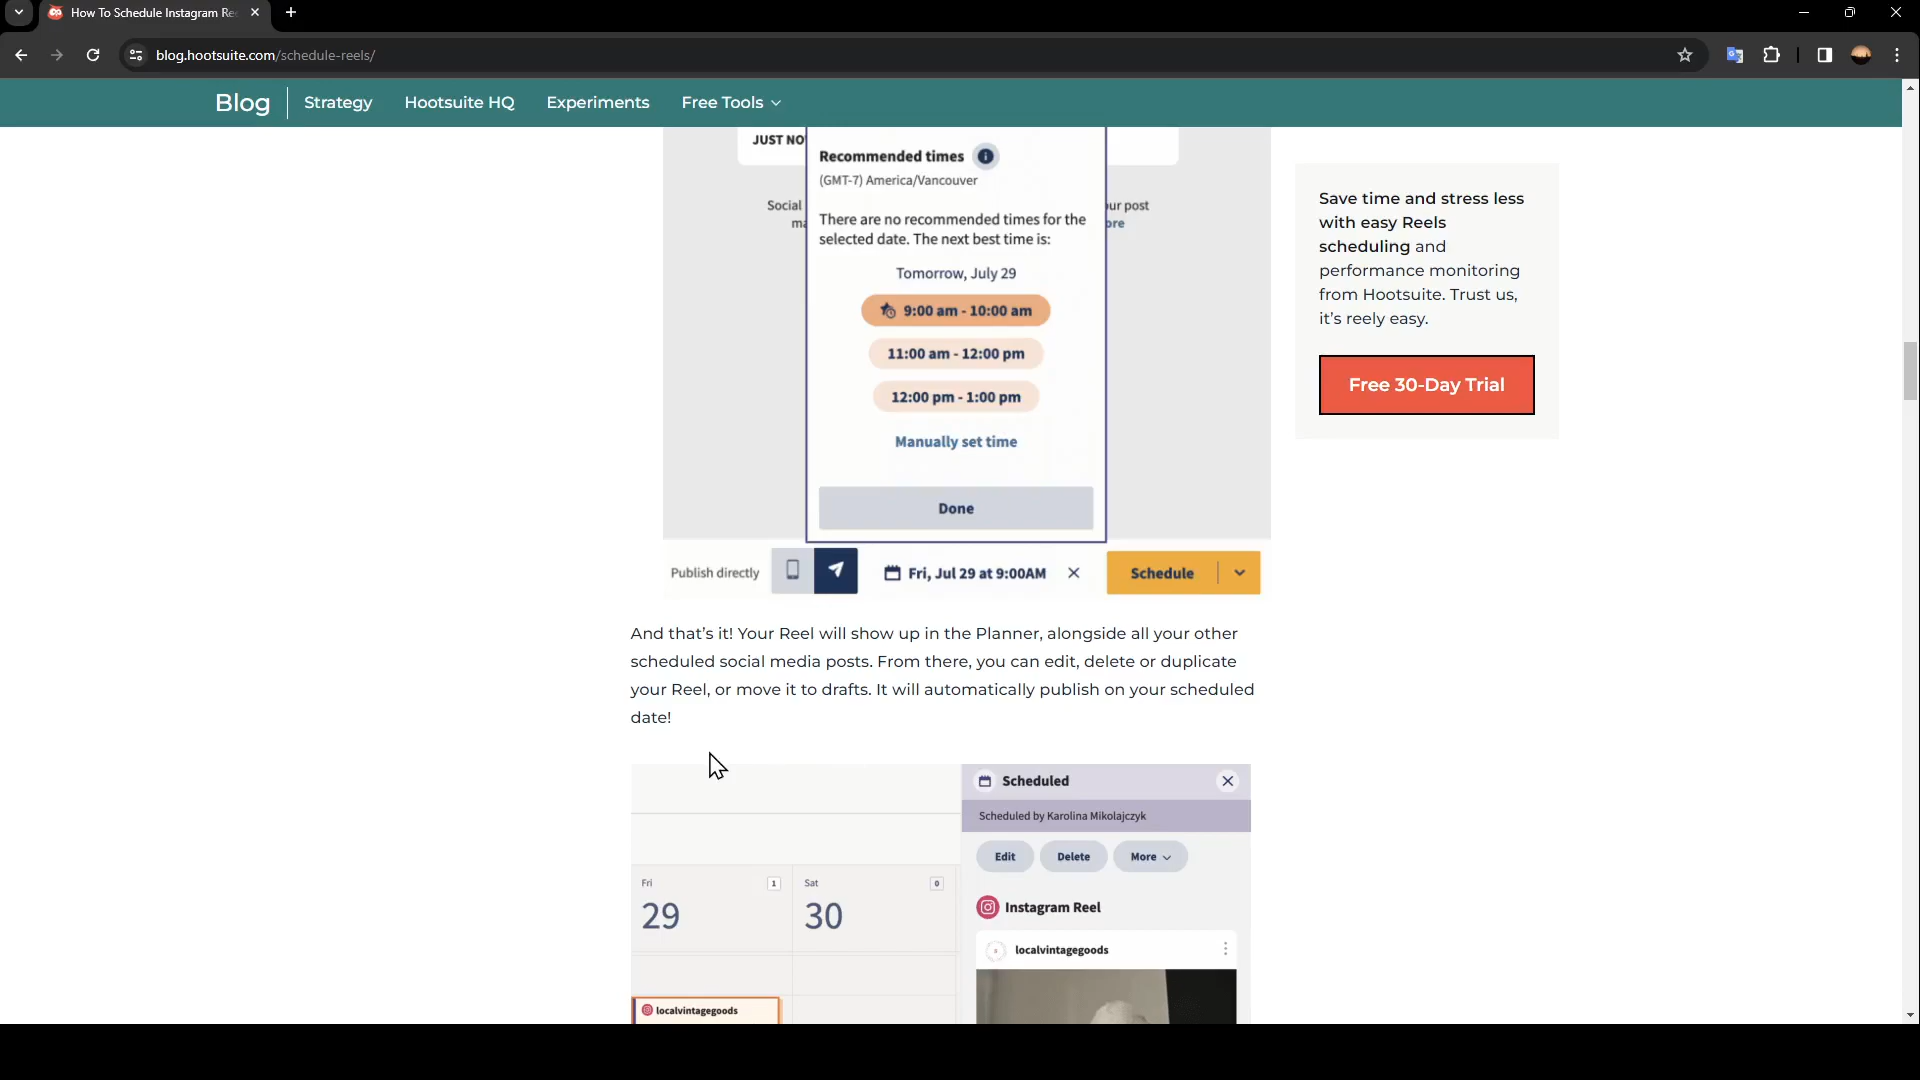 How To Schedule Instagram Re
blog.hootsuite.com/schedule-reels/
Blog
Strategy
Hootsuite HQ
Experiments
Free Tools
JUST NO
Recommended times
(GMT-7) America/Vancouver
Social
ur post
ma
ore
There are no recommended times for the
selected date. The next best time is:
Tomorrow, July 29
9:00 am - 10:00 am
11:00 am - 12:00 pm
12:00 pm - 1:00 pm
Manually set time
Done
Publish directly
Fri, Jul 29 at 9:00AM
Schedule
Save time and stress less
with easy Reels
scheduling and
performance monitoring
from Hootsuite. Trust us,
it's reely easy.
Free 30-Day Trial
And that's it! Your Reel will show up in the Planner, alongside all your other
scheduled social media posts. From there, you can edit, delete or duplicate
your Reel, or move it to drafts. It will automatically publish on your scheduled
date!
Fri
1
29
Sat
0
30
localvintagegoods
Scheduled
Scheduled by Karolina Mikolajczyk
Edit
Delete
More
Instagram Reel
localvintagegoods